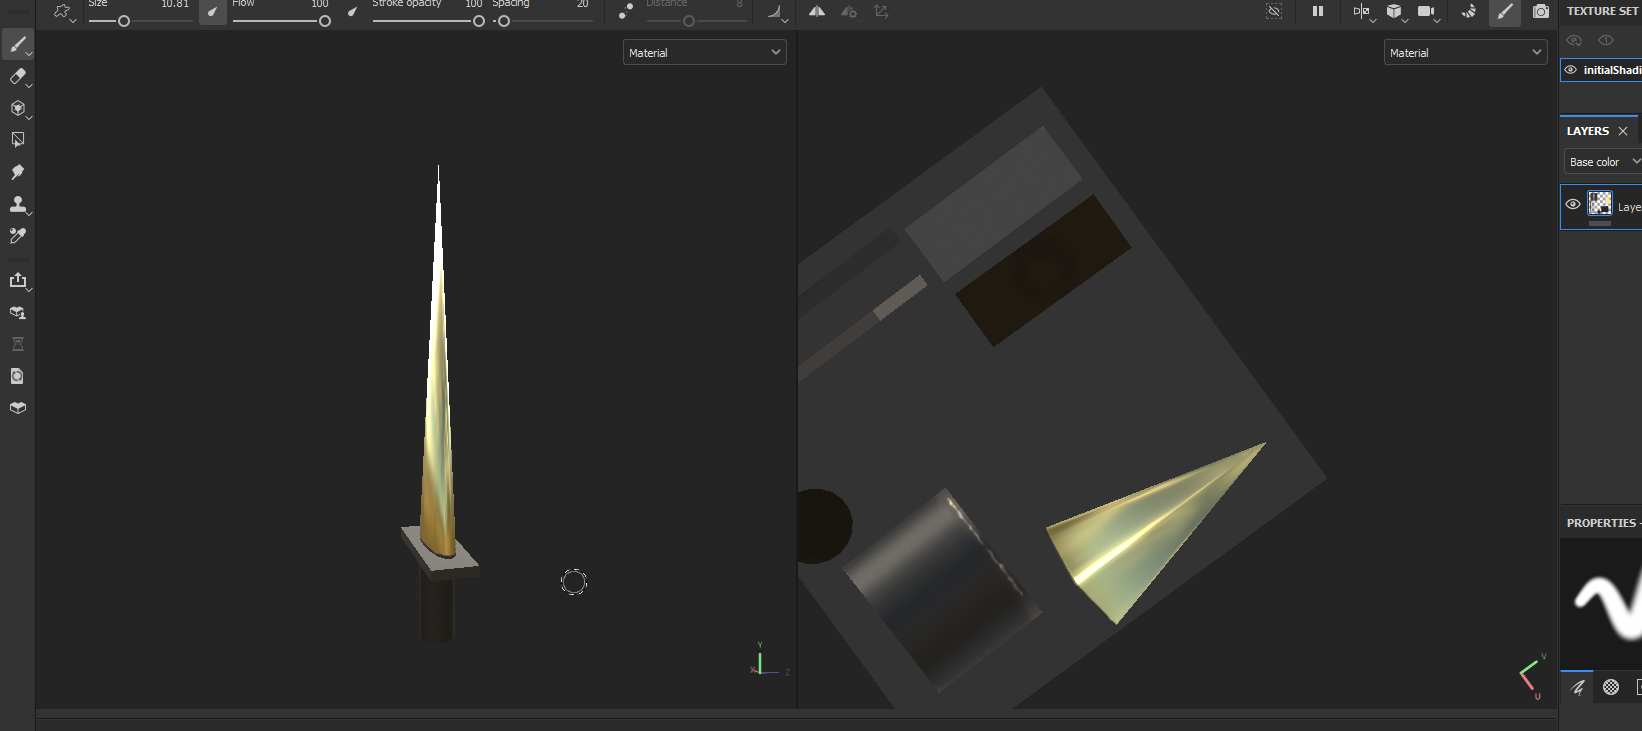 Size 10.81 Flow 100 Stroke opacity 100 Spacing 20 Distance 8
TEXTURE SET
Material
Material
initialShadi
LAYERS
Base color
Laye
PROPERTIES -
Y
X
Z
V
U